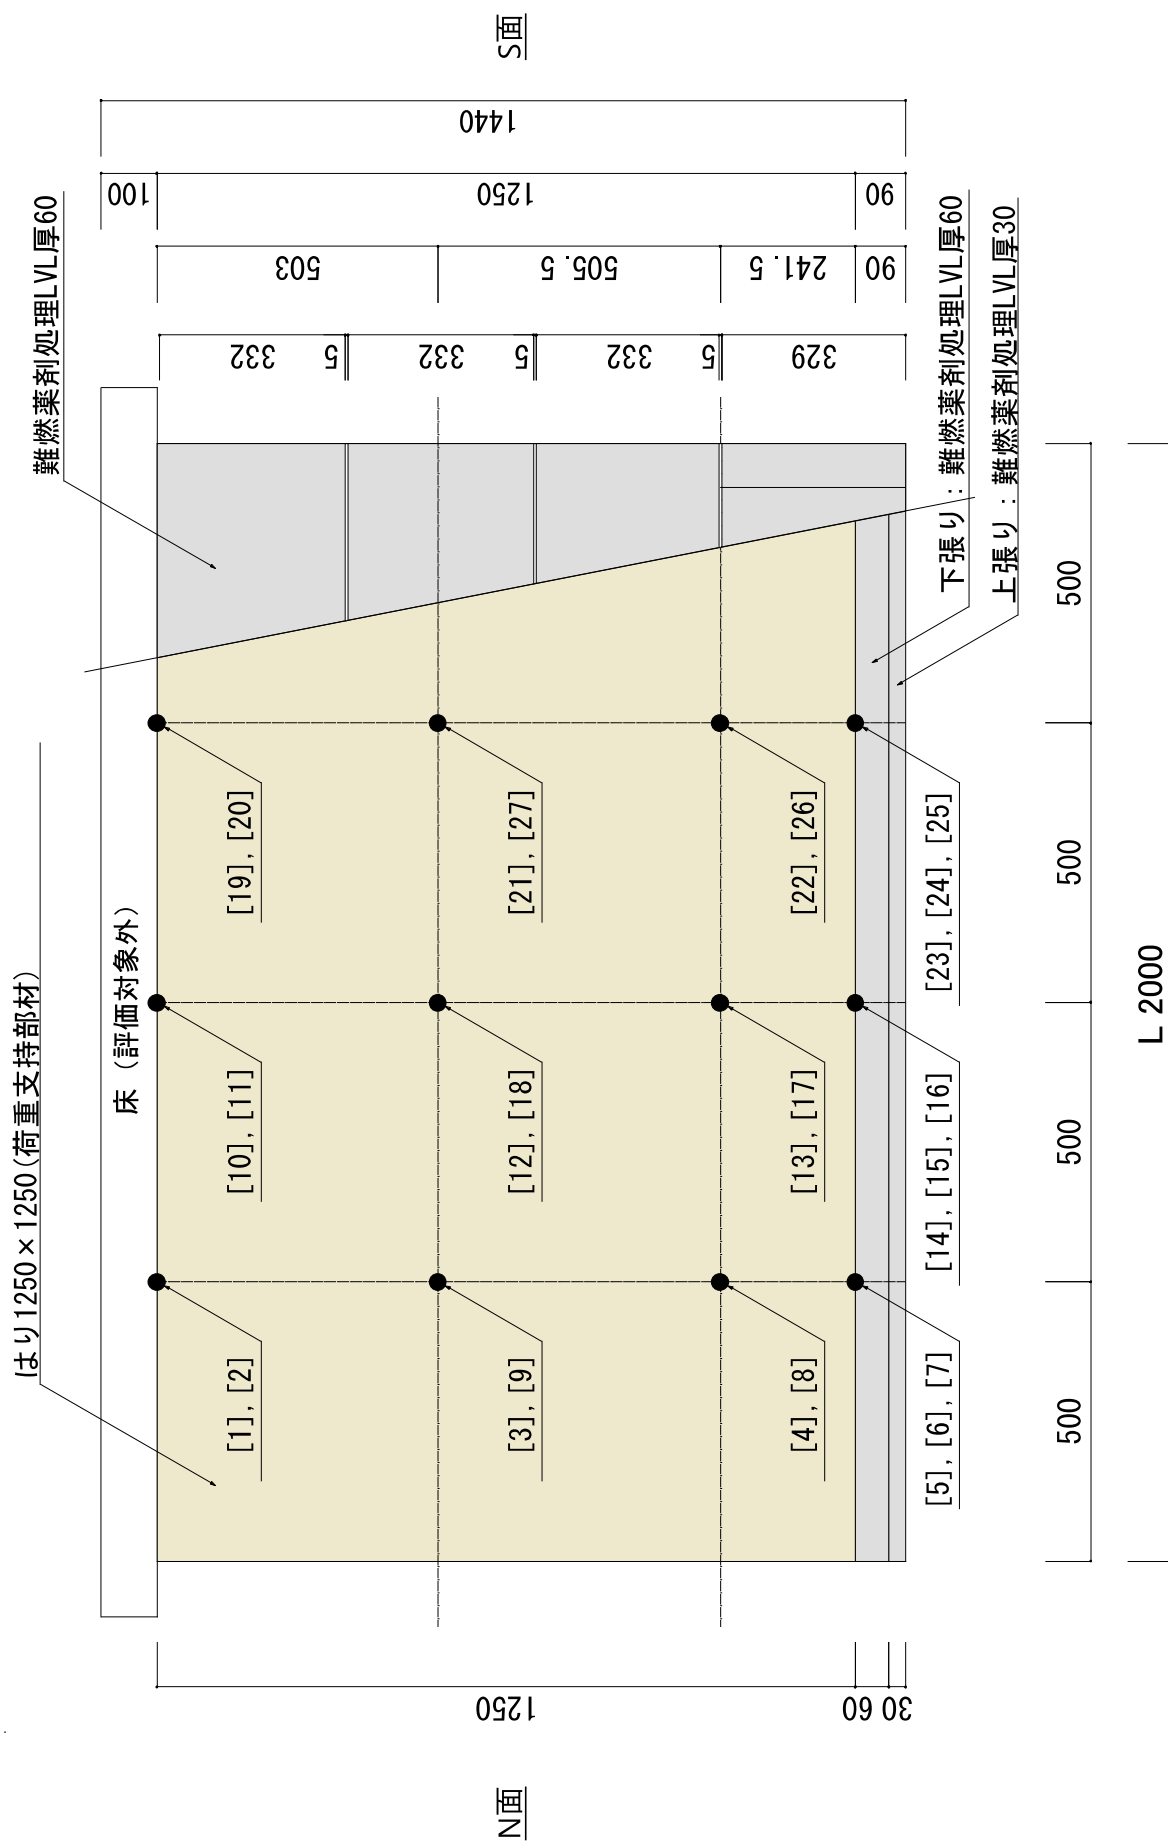 はり1250×1250(荷重支持部材)
床 (評価対象外)
難燃薬剤処理LVL厚60
N面
S面
1250
60
30
[1], [2]
[10], [11]
[19], [20]
[3], [9]
[12], [18]
[21], [27]
[4], [8]
[13], [17]
[22], [26]
[5], [6], [7]
[14], [15], [16]
[23], [24], [25]
332
5
332
5
332
5
329
503
505.5
241.5
90
100
1250
90
1440
下張り:難燃薬剤処理LVL厚60
上張り:難燃薬剤処理LVL厚30
500
500
500
500
L 2000